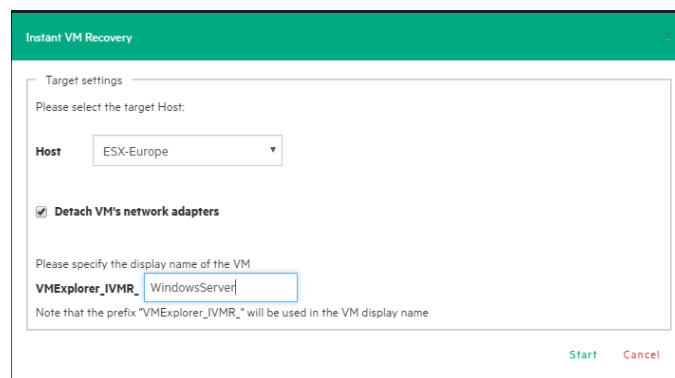 Instant VM Recovery
Target settings
Please select the target Host:
Host ESX-Europe
Detach VM's network adapters
Please specify the display name of the VM
VMExplorer_IVMR_ WindowsServer
Note that the prefix "VMExplorer_IVMR_" will be used in the VM display name
Start Cancel